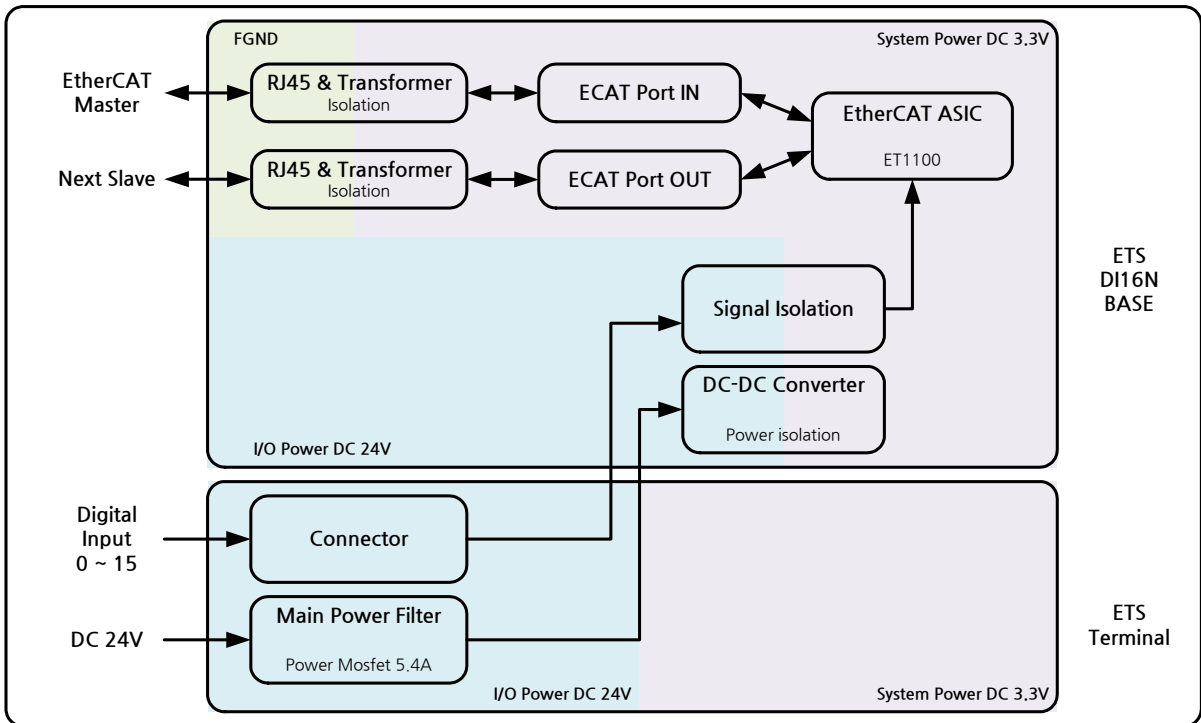 FGND
System Power DC 3.3V
EtherCAT
Master
RJ45 & Transformer
Isolation
ECAT Port IN
EtherCAT ASIC
ET1100
Next Slave
RJ45 & Transformer
Isolation
ECAT Port OUT
ETS
DI16N
BASE
Signal Isolation
DC-DC Converter
Power isolation
I/O Power DC 24V
Digital
Input
0 ~ 15
Connector
DC 24V
Main Power Filter
Power Mosfet 5.4A
ETS
Terminal
I/O Power DC 24V
System Power DC 3.3V